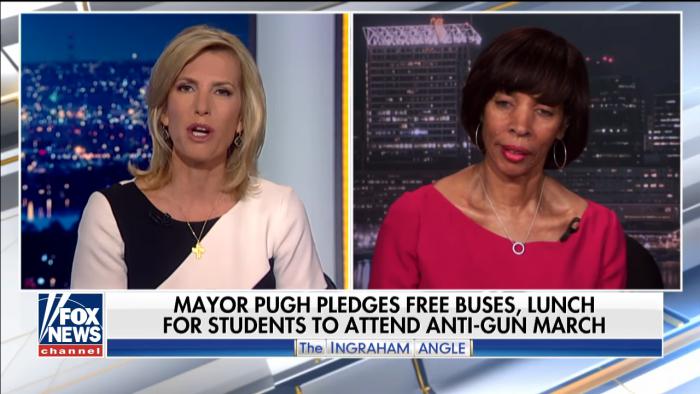 MAYOR PUGH PLEDGES FREE BUSES, LUNCH
FOR STUDENTS TO ATTEND ANTI-GUN MARCH
FOX
NEWS
channel
The INGRAHAM ANGLE